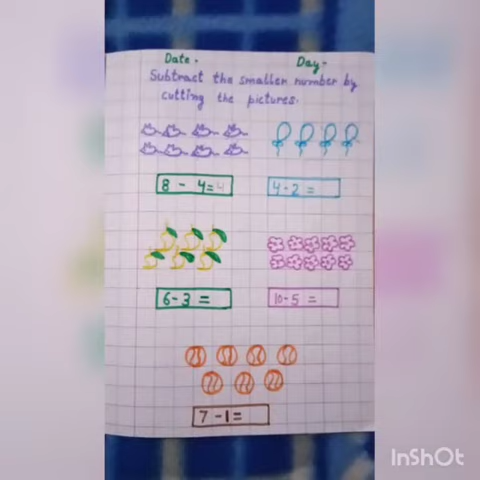 Date. Day-
Subtract the smaller number by
cutting the pictures.
8 - 4= 4
4-2 =
6-3 =
10-5 =
7-1=
InShOt